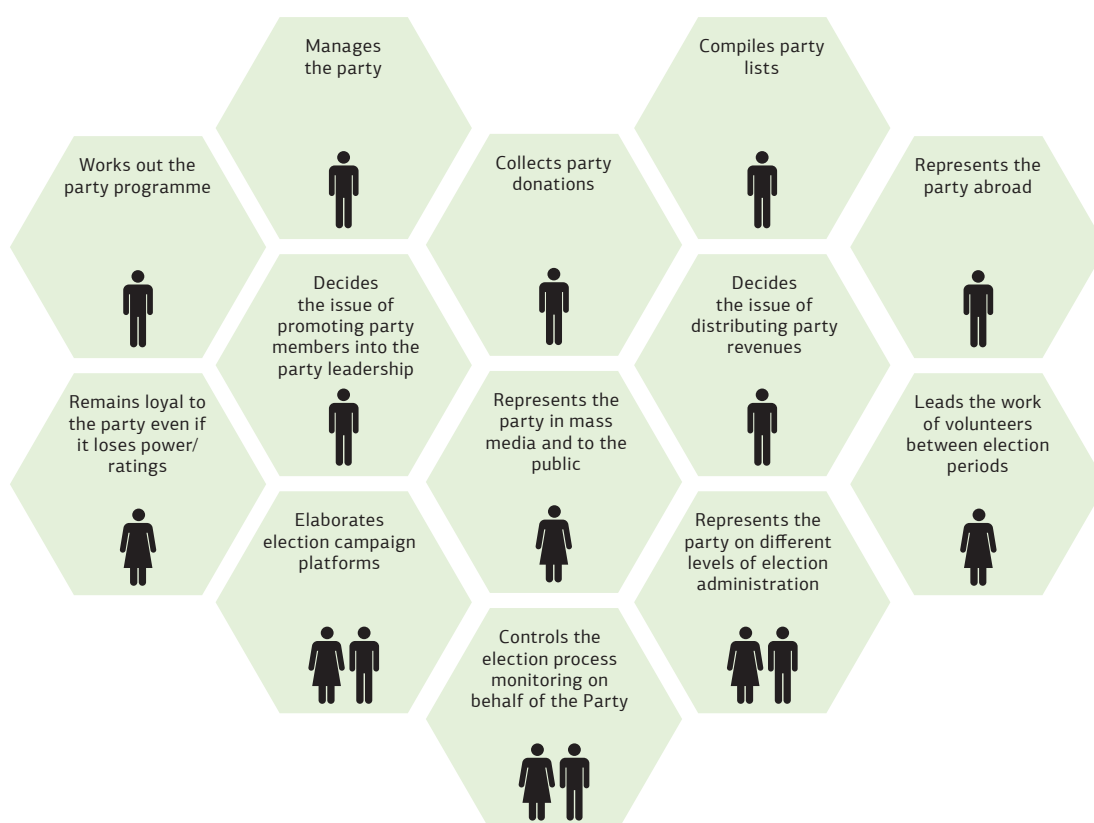 Manages
the party
Compiles party
lists
Works out the
party programme
Collects party
donations
Represents the
party abroad
Decides
the issue of
promoting party
members into the
party leadership
Decides
the issue of
distributing party
revenues
Remains loyal to
the party even if
it loses power/
ratings
Represents the
party in mass
media and to the
public
Leads the work
of volunteers
between election
periods
Elaborates
election campaign
platforms
Represents the
party on different
levels of election
administration
Controls the
election process
monitoring on
behalf of the Party